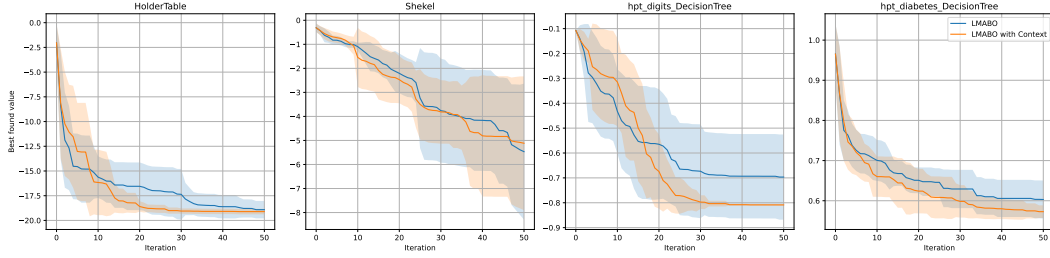 HolderTable
Shekel
hpt_digits_DecisionTree
hpt_diabetes_DecisionTree
LMABO
LMABO with Context
Best found value
0.0
−2.5
−5.0
−7.5
−10.0
−12.5
−15.0
−17.5
−20.0
0 10 20 30 40 50
Iteration
0
−1
−2
−3
−4
−5
−6
−7
−8
0 10 20 30 40 50
Iteration
−0.1
−0.2
−0.3
−0.4
−0.5
−0.6
−0.7
−0.8
−0.9
0 10 20 30 40 50
Iteration
1.0
0.9
0.8
0.7
0.6
0 10 20 30 40 50
Iteration